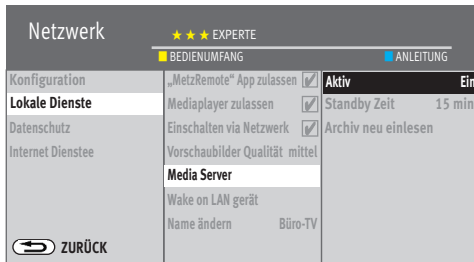 Netzwerk
★ ★ ★ EXPERTE
BEDIENUMFANG
ANLEITUNG
Konfiguration
Lokale Dienste
Datenschutz
Internet Dienstee
„MetzRemote“ App zulassen ✓
Mediaplayer zulassen ✓
Einschalten via Netzwerk ✓
Vorschaubilder Qualität mittel
Media Server
Wake on LAN gerät
Name ändern Büro-TV
Aktiv Ein
Standby Zeit 15 min
Archiv neu einlesen
ZURÜCK